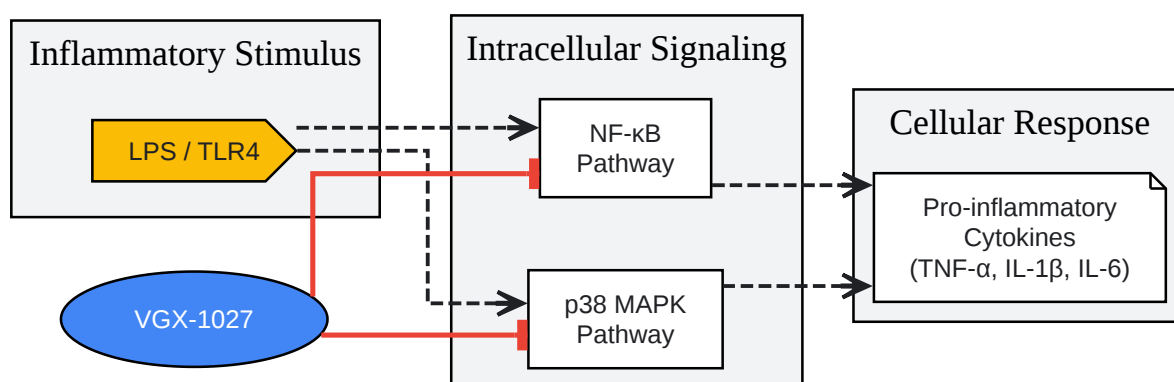 Inflammatory Stimulus
LPS / TLR4
VGX-1027
Intracellular Signaling
NF-κB
Pathway
p38 MAPK
Pathway
Cellular Response
Pro-inflammatory
Cytokines
(TNF-α, IL-1β, IL-6)